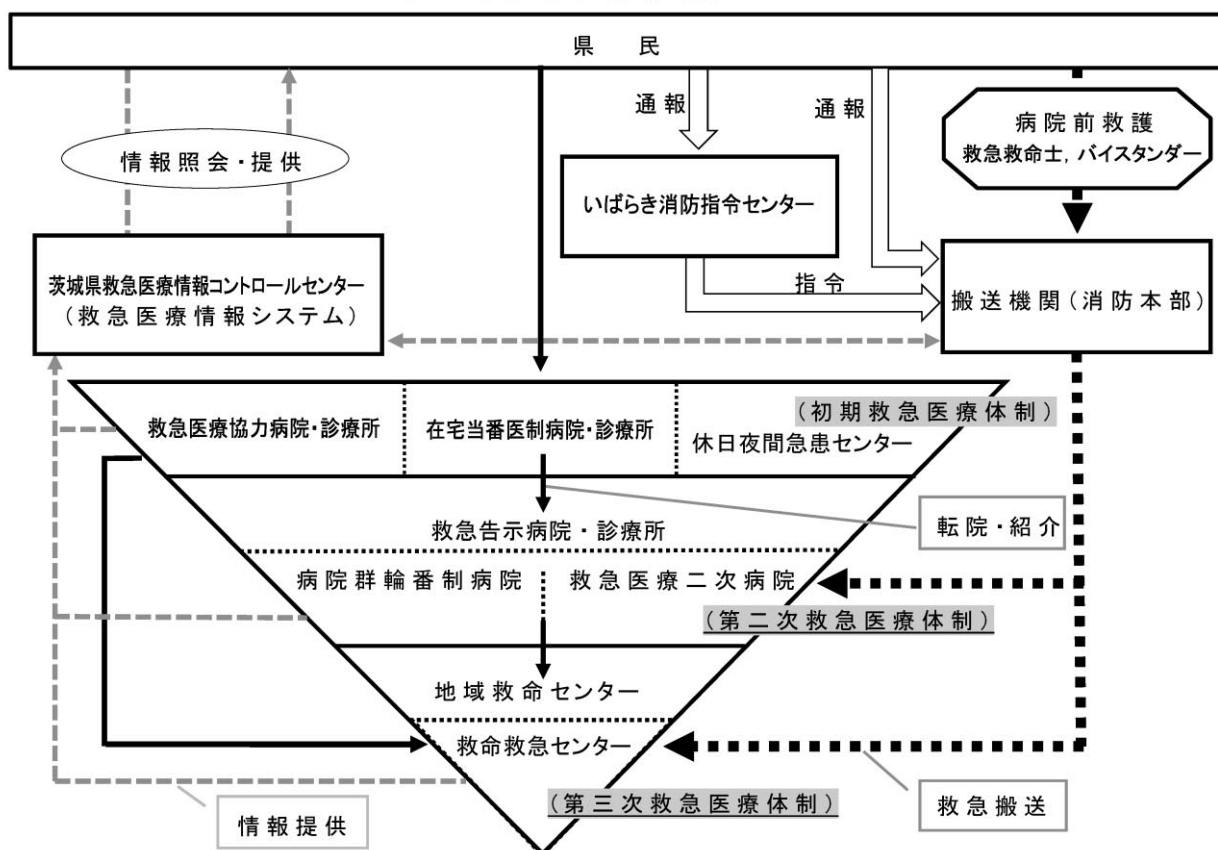 県民
通報
通報
病院前救護
救急救命士，バイスタンダー
情報照会・提供
いばらき消防指令センター
茨城県救急医療情報コントロールセンター
（救急医療情報システム）
指令
搬送機関（消防本部）
（初期救急医療体制）
救急医療協力病院・診療所
在宅当番医制病院・診療所
休日夜間急患センター
転院・紹介
救急告示病院・診療所
病院群輪番制病院
救急医療二次病院
（第二次救急医療体制）
地域救命センター
救命救急センター
（第三次救急医療体制）
救急搬送
情報提供